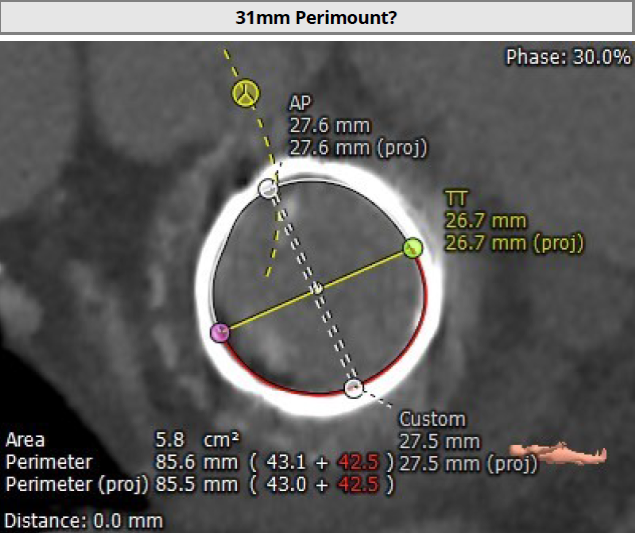 31mm Perimount?
Phase: 30.0%
AP
27.6 mm
27.6 mm (proj)
TT
26.7 mm
26.7 mm (proj)
Custom
27.5 mm
27.5 mm (proj)
Area 5.8 cm²
Perimeter 85.6 mm ( 43.1 + 42.5 )
Perimeter (proj) 85.5 mm ( 43.0 + 42.5 )
Distance: 0.0 mm